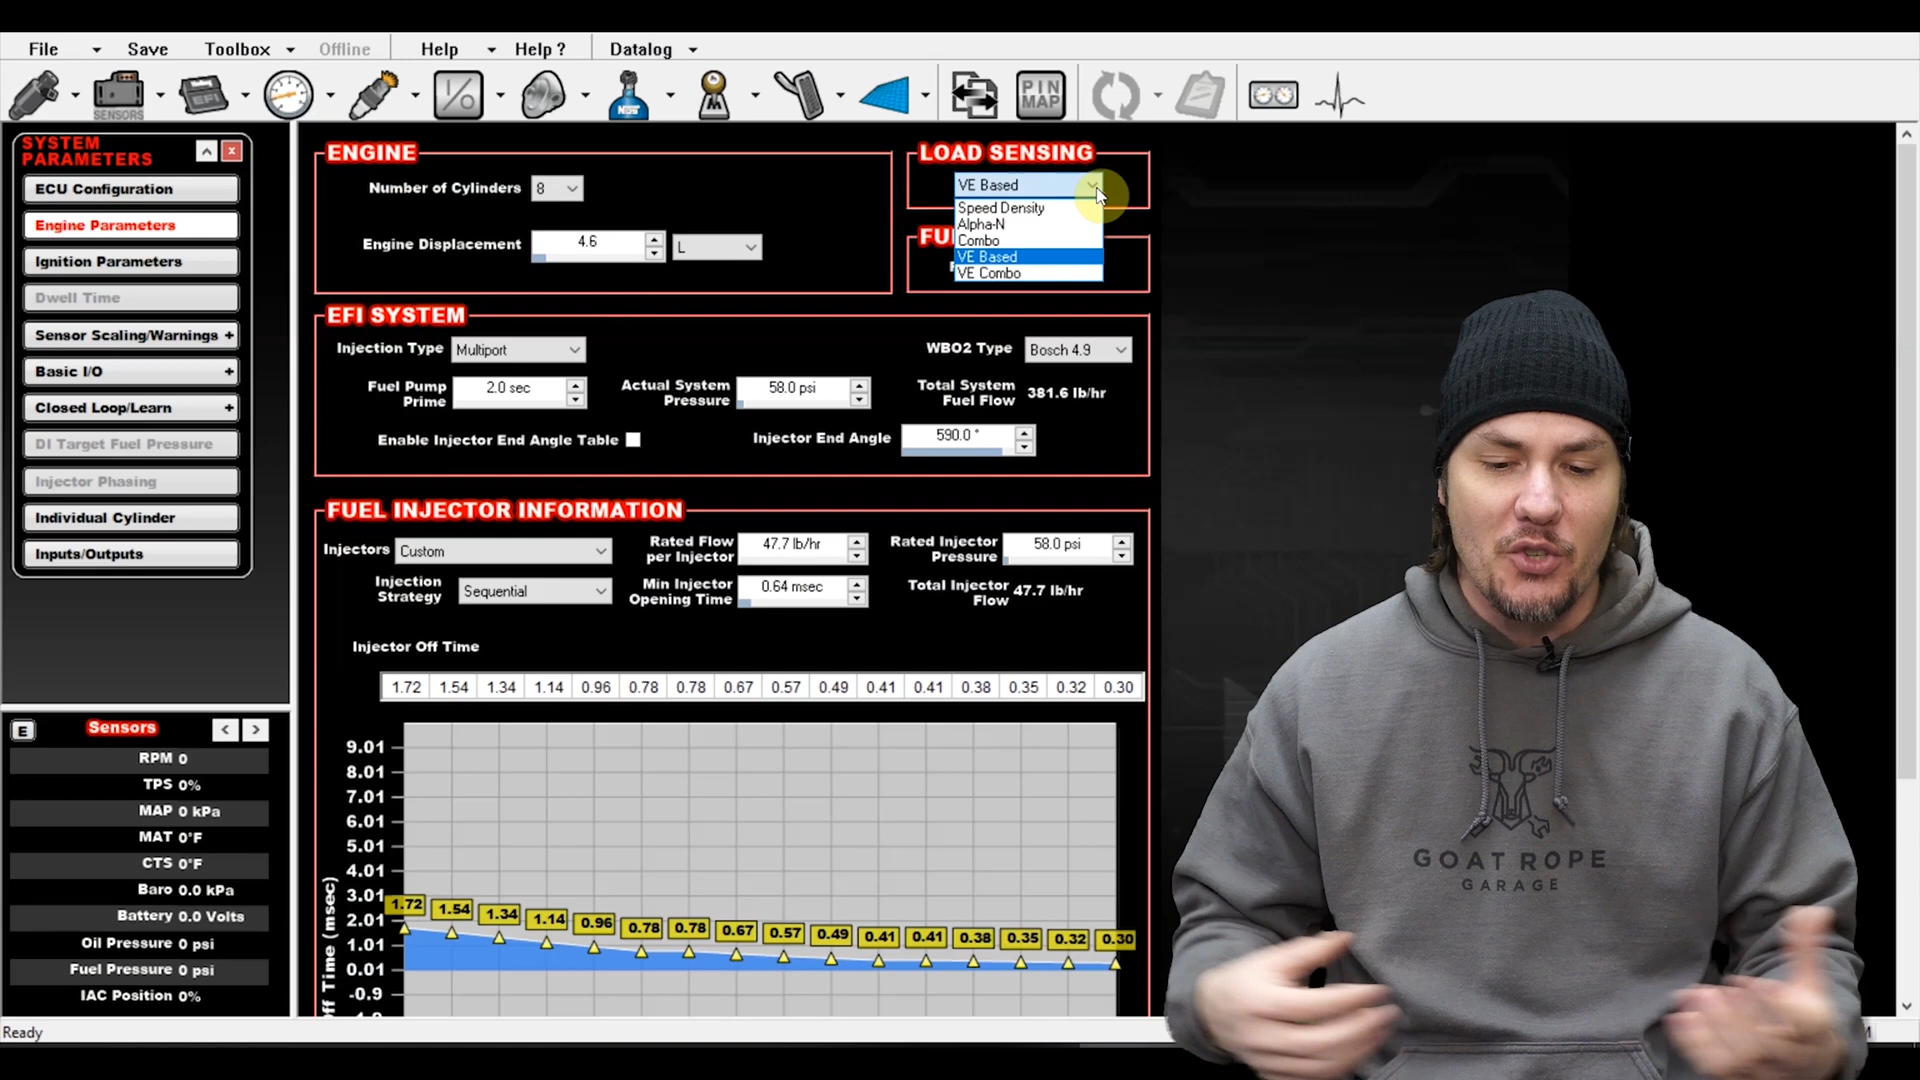 File Save Toolbox Offline Help Help ? Datalog
SENSORS EFI I/O NOS PIN MAP
SYSTEM
PARAMETERS
x
ECU Configuration
Engine Parameters
Ignition Parameters
Dwell Time
Sensor Scaling/Warnings +
Basic I/O +
Closed Loop/Learn +
DI Target Fuel Pressure
Injector Phasing
Individual Cylinder
Inputs/Outputs
E Sensors < >
RPM 0
TPS 0%
MAP 0 kPa
MAT 0°F
CTS 0°F
Baro 0.0 kPa
Battery 0.0 Volts
Oil Pressure 0 psi
Fuel Pressure 0 psi
IAC Position 0%
Ready
ENGINE
Number of Cylinders 8
Engine Displacement 4.6 L
LOAD SENSING
VE Based
Speed Density
Alpha-N
Combo
VE Based
VE Combo
EFI SYSTEM
Injection Type Multiport
WBO2 Type Bosch 4.9
Fuel Pump
Prime 2.0 sec
Actual System
Pressure 58.0 psi
Total System
Fuel Flow 381.6 lb/hr
Enable Injector End Angle Table
Injector End Angle 590.0 °
FUEL INJECTOR INFORMATION
Injectors Custom
Rated Flow
per Injector 47.7 lb/hr
Rated Injector
Pressure 58.0 psi
Injection
Strategy Sequential
Min Injector
Opening Time 0.64 msec
Total Injector
Flow 47.7 lb/hr
Injector Off Time
1.72 1.54 1.34 1.14 0.96 0.78 0.78 0.67 0.57 0.49 0.41 0.41 0.38 0.35 0.32 0.30
9.01
8.01
7.01
6.01
5.01
4.01
3.01
2.01
1.01
0.01
-0.9
Off Time (msec)
1.72 1.54 1.34 1.14 0.96 0.78 0.78 0.67 0.57 0.49 0.41 0.41 0.38 0.35 0.32 0.30
GOAT ROPE
GARAGE